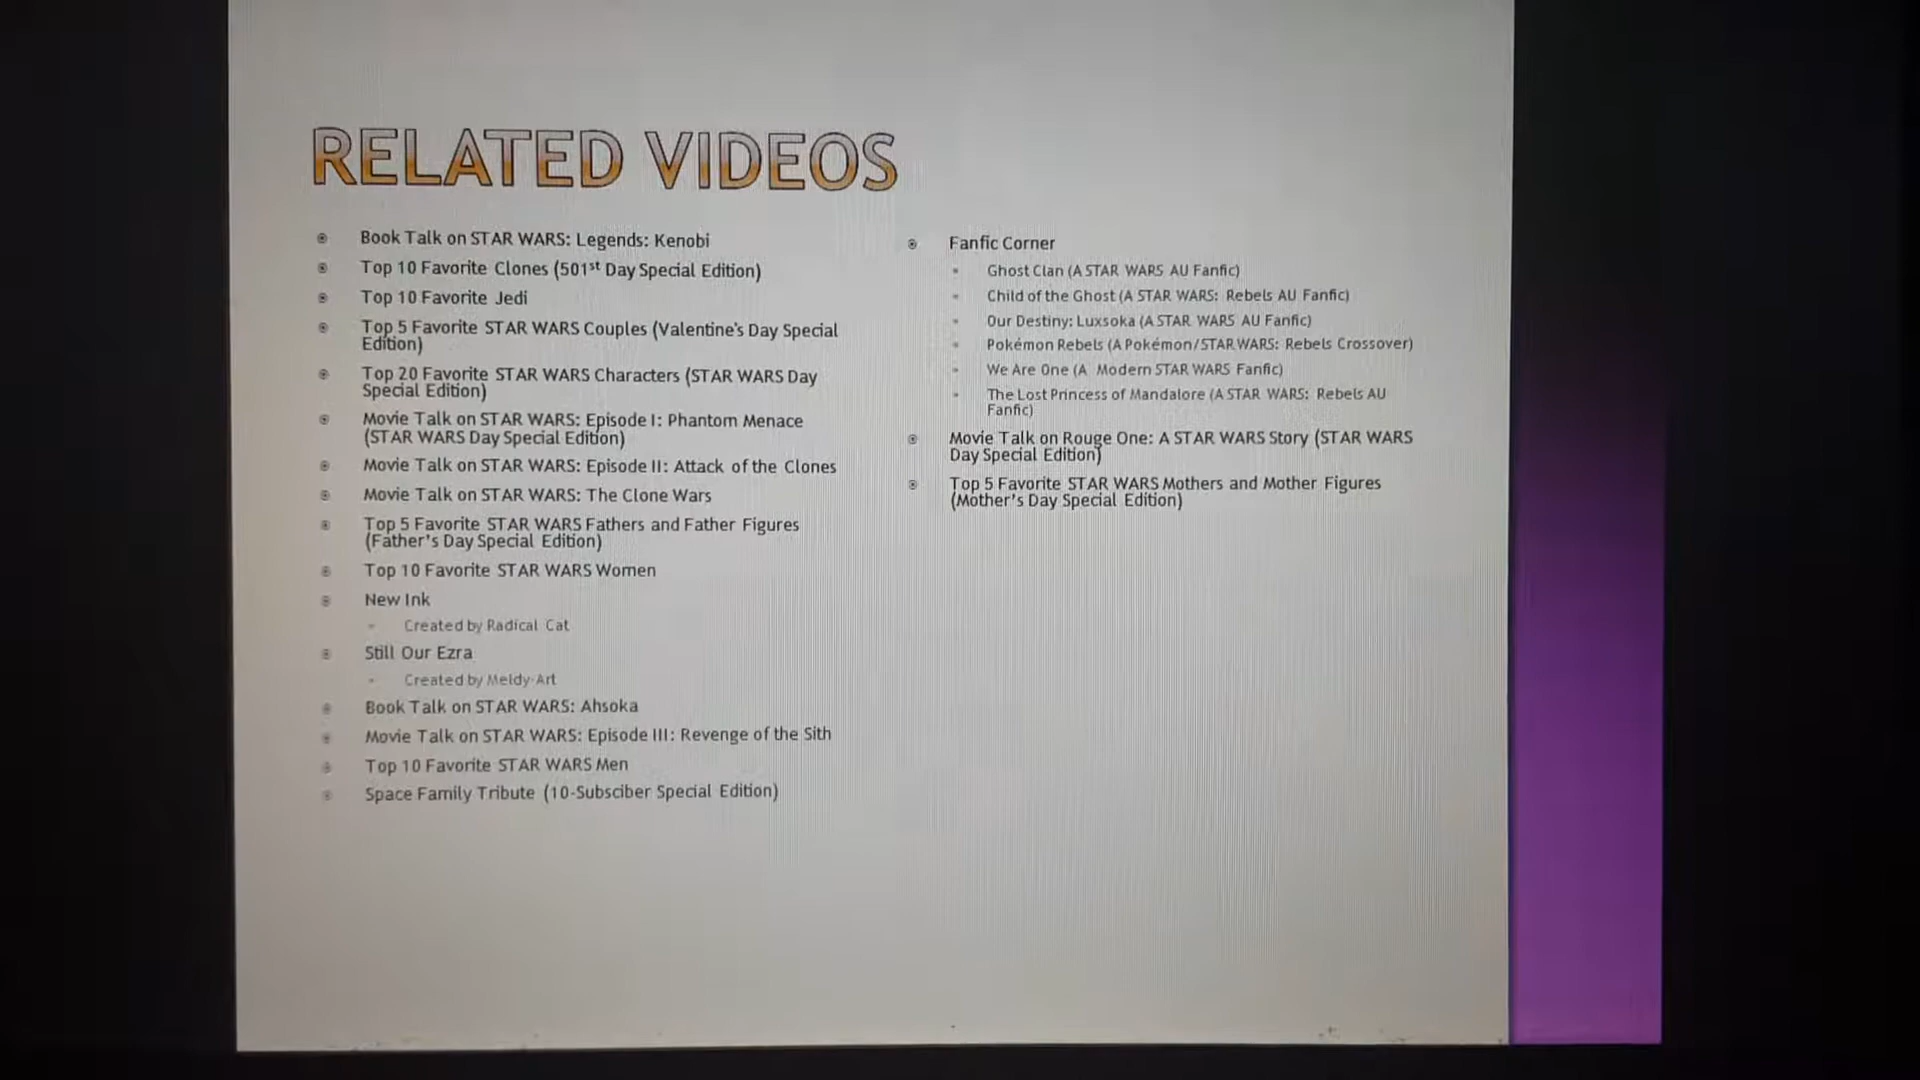 RELATED VIDEOS
Book Talk on STAR WARS: Legends: Kenobi
Top 10 Favorite Clones (501st Day Special Edition)
Top 10 Favorite Jedi
Top 5 Favorite STAR WARS Couples (Valentine's Day Special
Edition)
Top 20 Favorite STAR WARS Characters (STAR WARS Day
Special Edition)
Movie Talk on STAR WARS: Episode I: Phantom Menace
(STAR WARS Day Special Edition)
Movie Talk on STAR WARS: Episode II: Attack of the Clones
Movie Talk on STAR WARS: The Clone Wars
Top 5 Favorite STAR WARS Fathers and Father Figures
(Father's Day Special Edition)
Top 10 Favorite STAR WARS Women
New Ink
Created by Radical Cat
Still Our Ezra
Created by Meldy-Art
Book Talk on STAR WARS: Ahsoka
Movie Talk on STAR WARS: Episode III: Revenge of the Sith
Top 10 Favorite STAR WARS Men
Space Family Tribute (10-Subsciber Special Edition)
Fanfic Corner
Ghost Clan (A STAR WARS AU Fanfic)
Child of the Ghost (A STAR WARS: Rebels AU Fanfic)
Our Destiny: Luxsoka (A STAR WARS AU Fanfic)
Pokémon Rebels (A Pokémon/STAR WARS: Rebels Crossover)
We Are One (A Modern STAR WARS Fanfic)
The Lost Princess of Mandalore (A STAR WARS: Rebels AU
Fanfic)
Movie Talk on Rouge One: A STAR WARS Story (STAR WARS
Day Special Edition)
Top 5 Favorite STAR WARS Mothers and Mother Figures
(Mother's Day Special Edition)